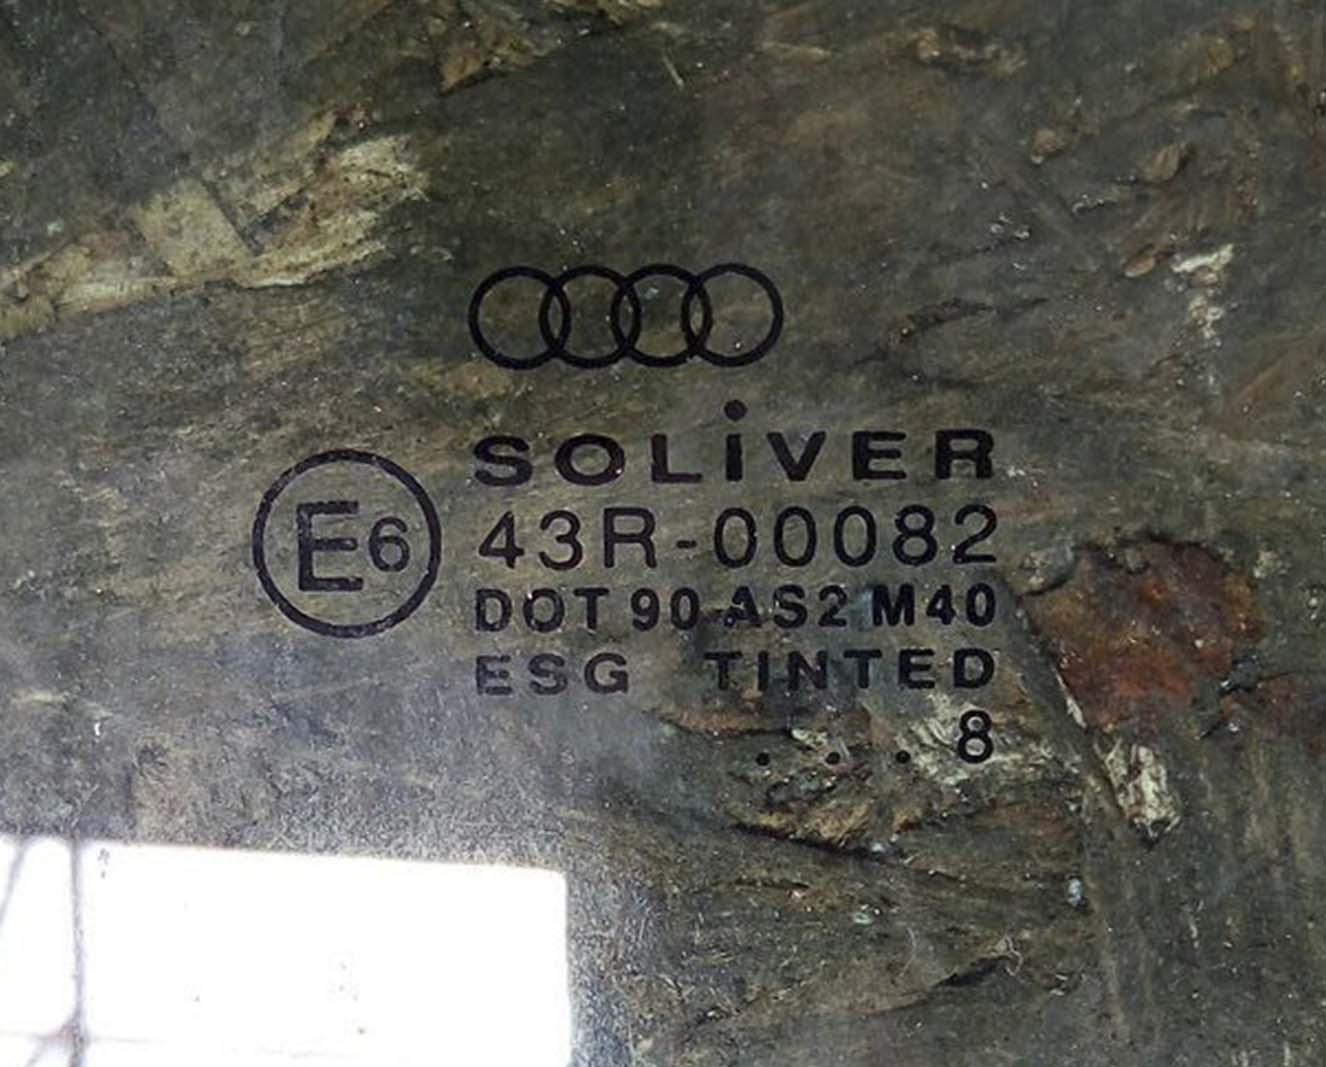 SOLiVER
E6
43R-00082
DOT 90-AS2 M40
ESG TINTED
. . . 8